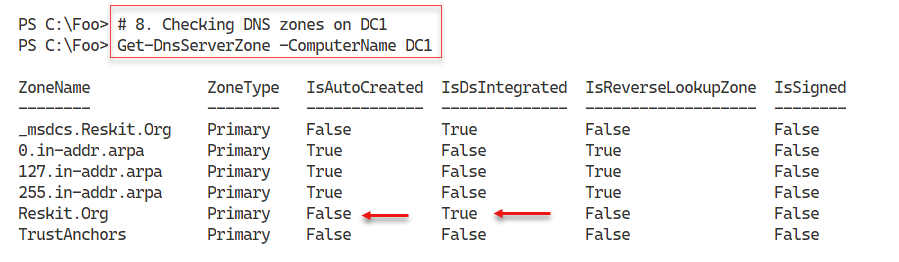 PS C:\Foo> # 8. Checking DNS zones on DC1
PS C:\Foo> Get-DnsServerZone -ComputerName DC1
ZoneName ZoneType IsAutoCreated IsDsIntegrated IsReverseLookupZone IsSigned
-------- -------- ------------- -------------- ------------------- --------
_msdcs.Reskit.Org Primary False True False False
0.in-addr.arpa Primary True False True False
127.in-addr.arpa Primary True False True False
255.in-addr.arpa Primary True False True False
Reskit.Org Primary False True False False
TrustAnchors Primary False False False False